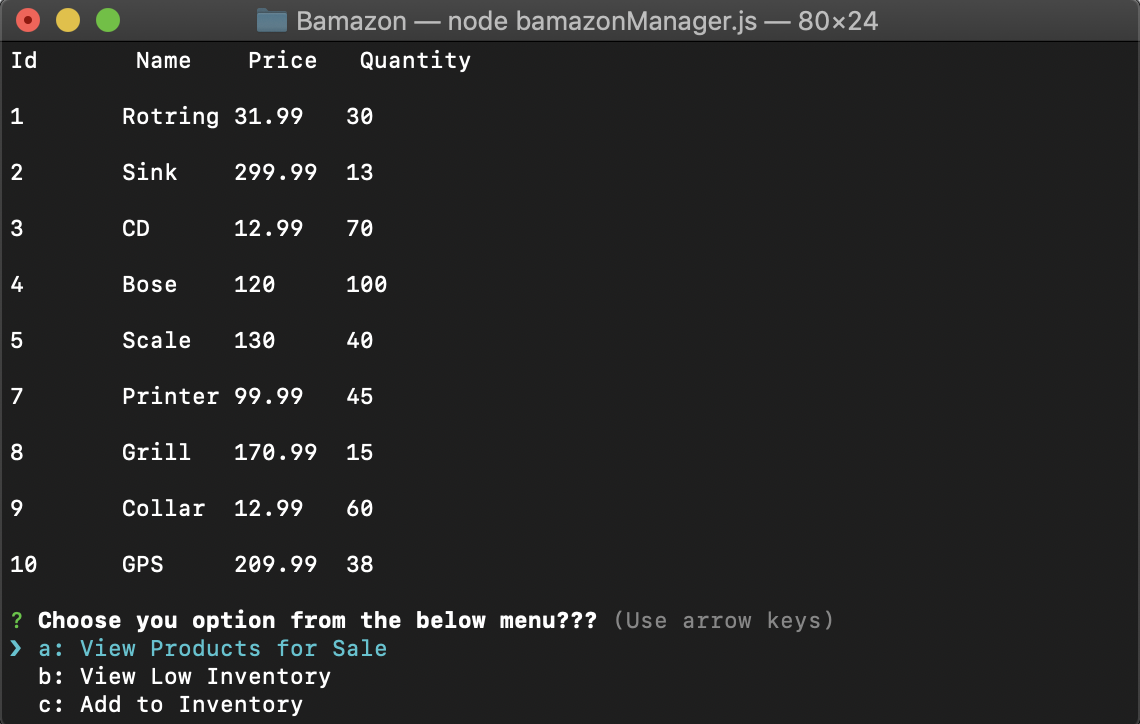 Bamazon — node bamazonManager.js — 80×24
Id Name Price Quantity
1 Rotring 31.99 30
2 Sink 299.99 13
3 CD 12.99 70
4 Bose 120 100
5 Scale 130 40
7 Printer 99.99 45
8 Grill 170.99 15
9 Collar 12.99 60
10 GPS 209.99 38
? Choose you option from the below menu??? (Use arrow keys)
❯ a: View Products for Sale
b: View Low Inventory
c: Add to Inventory